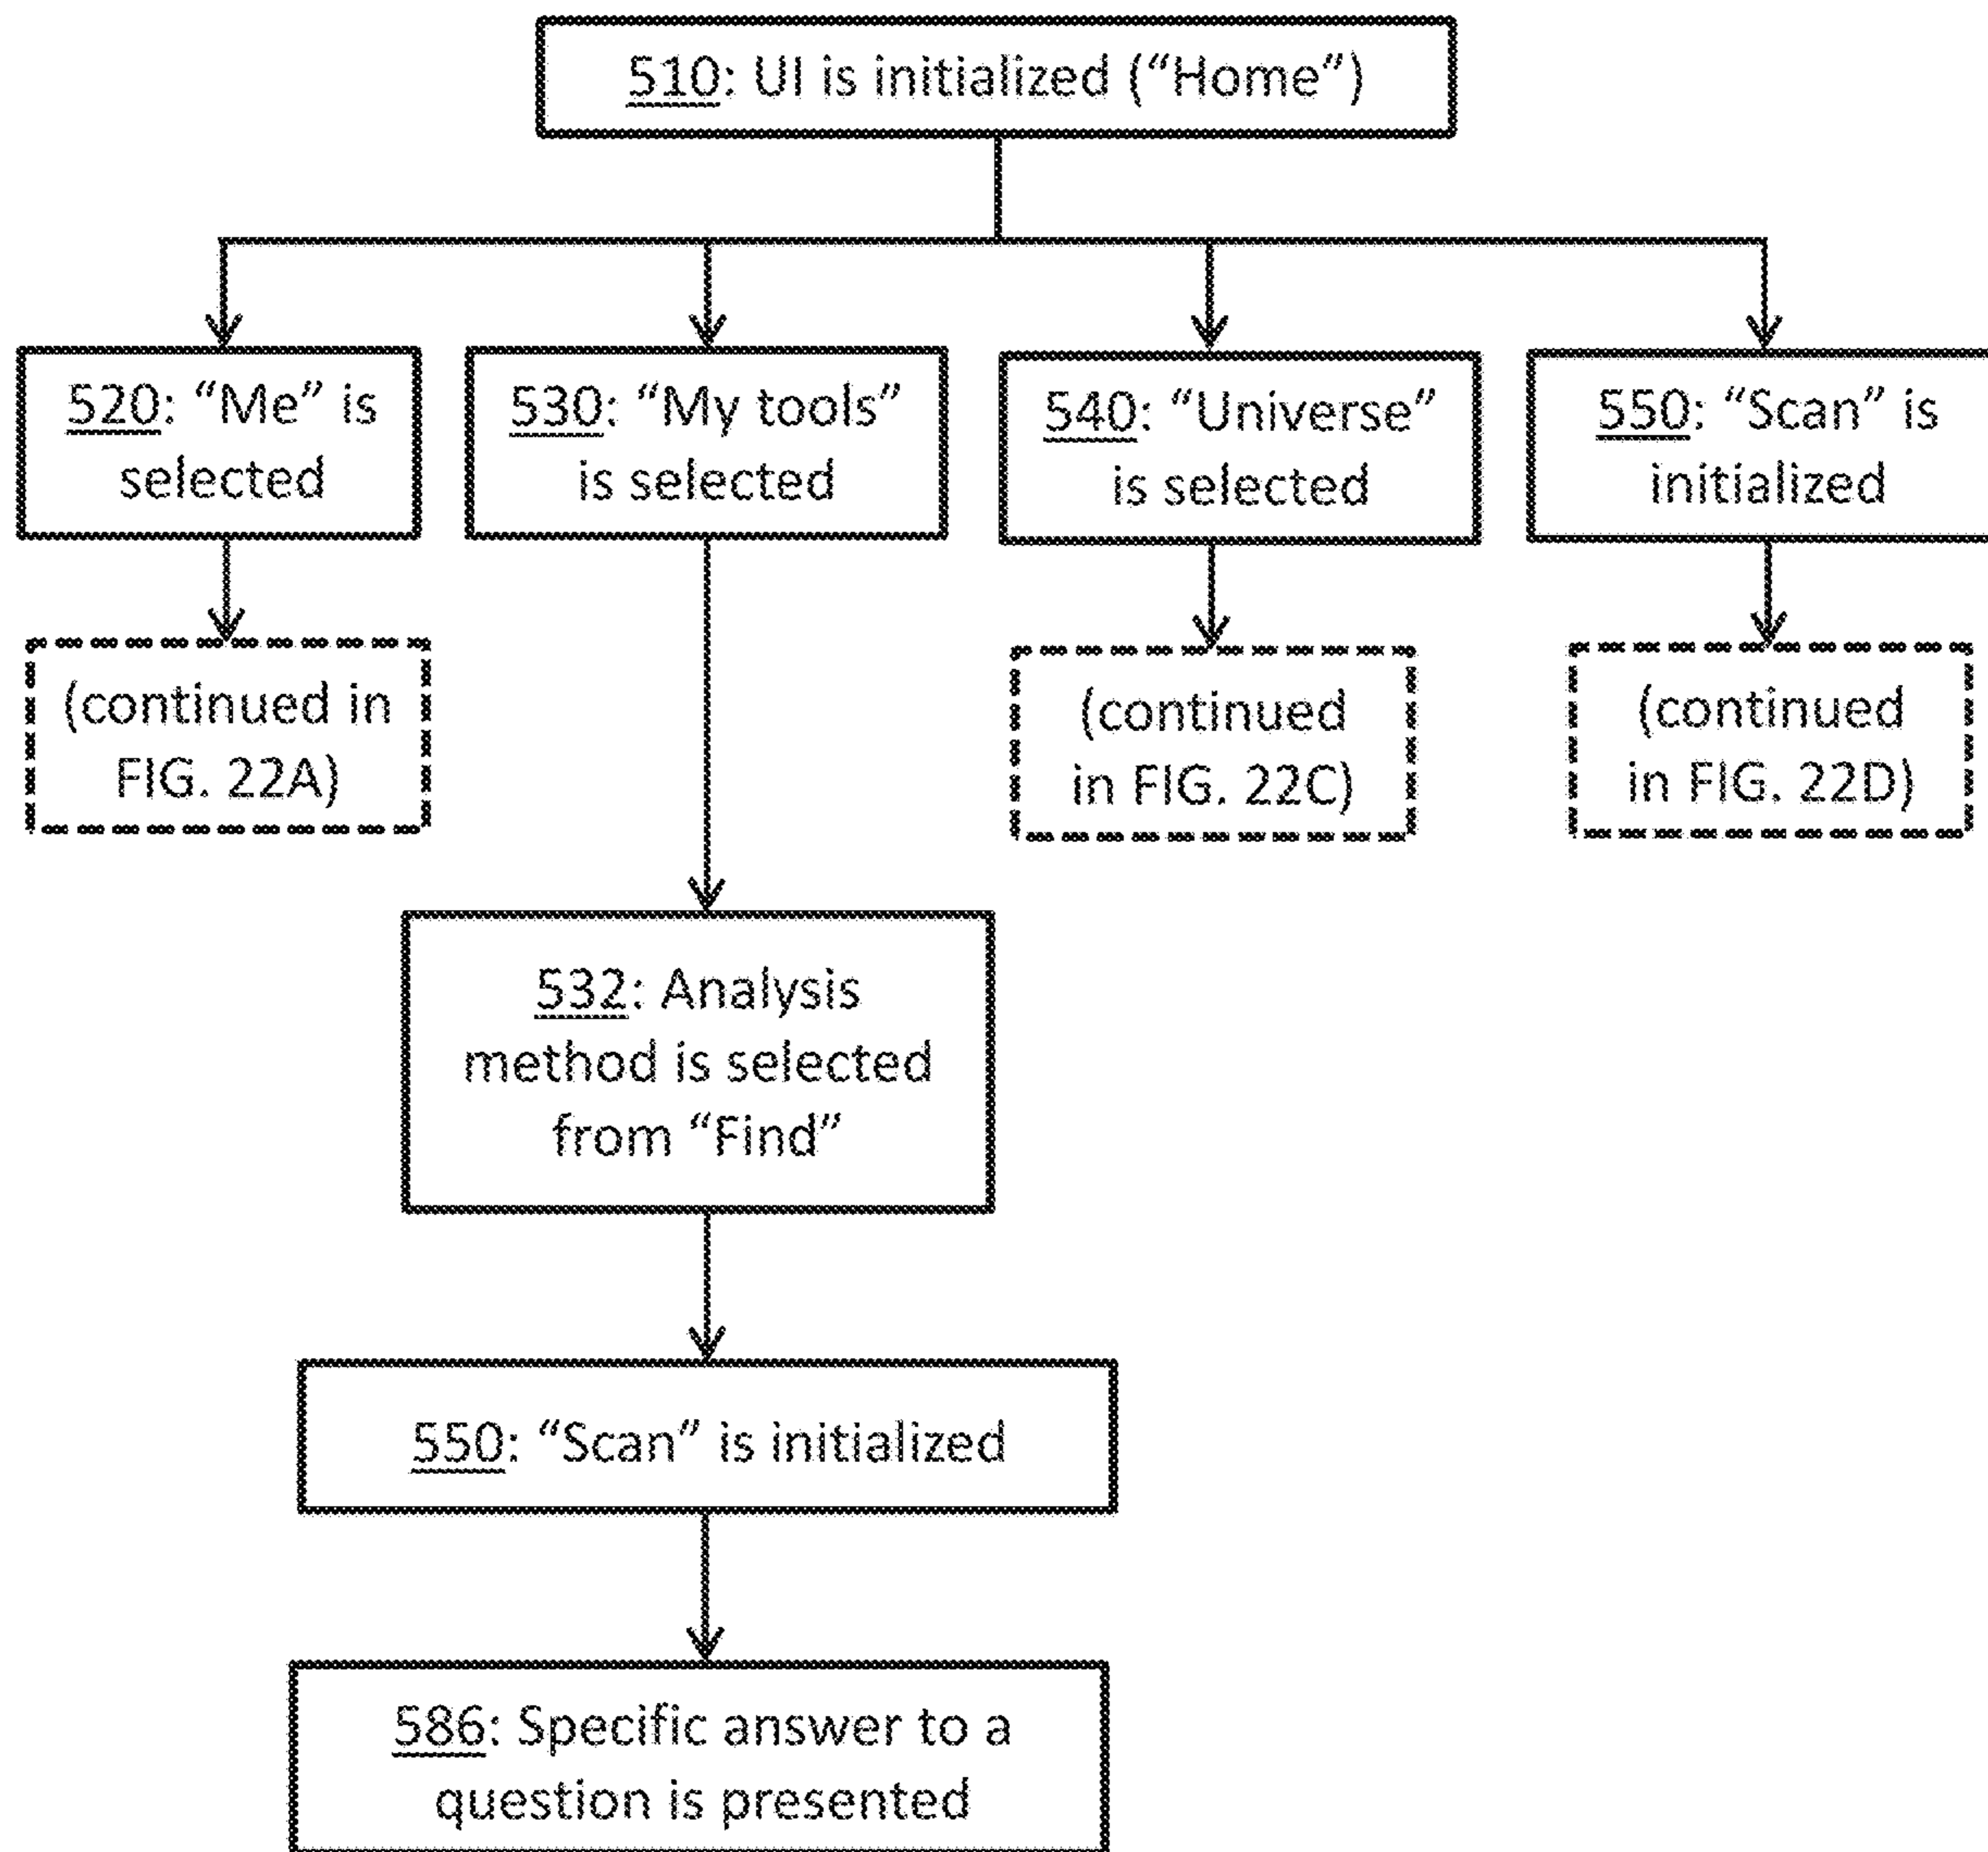 510: UI is initialized (“Home”)
520: “Me” is
selected
530: “My tools”
is selected
540: “Universe”
is selected
550: “Scan” is
initialized
(continued in
FIG. 22A)
(continued
in FIG. 22C)
(continued
in FIG. 22D)
532: Analysis
method is selected
from “Find”
550: “Scan” is initialized
586: Specific answer to a
question is presented